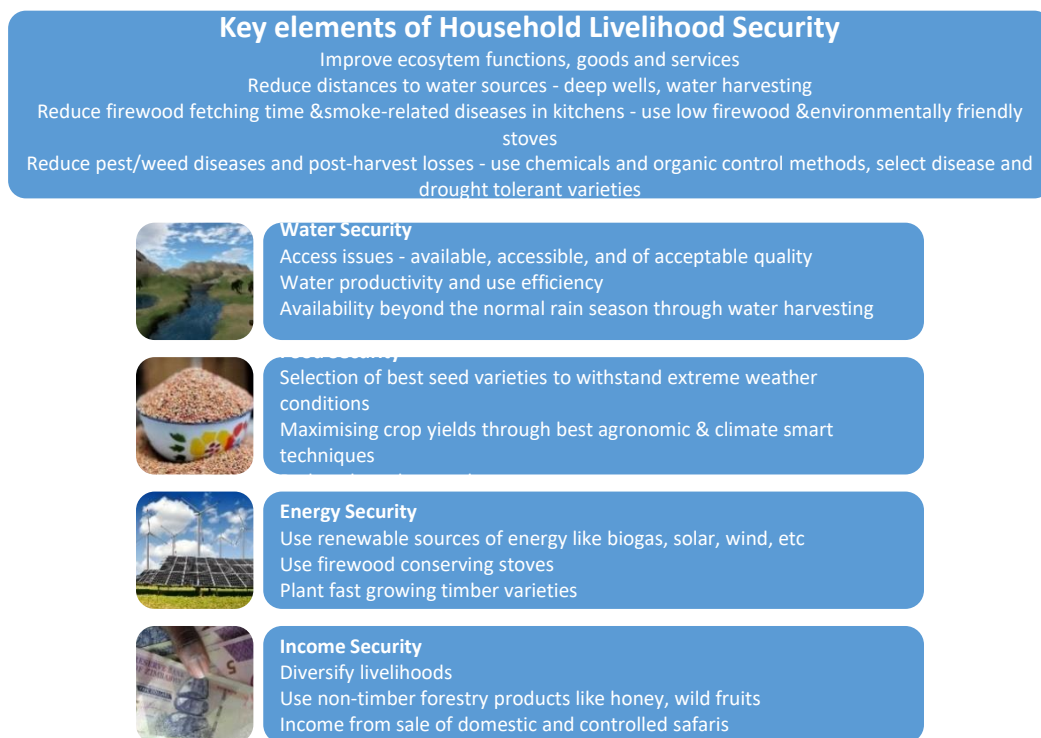 Key elements of Household Livelihood Security
Improve ecosytem functions, goods and services
Reduce distances to water sources - deep wells, water harvesting
Reduce firewood fetching time &smoke-related diseases in kitchens - use low firewood &environmentally friendly
stoves
Reduce pest/weed diseases and post-harvest losses - use chemicals and organic control methods, select disease and
drought tolerant varieties
Water Security
Access issues - available, accessible, and of acceptable quality
Water productivity and use efficiency
Availability beyond the normal rain season through water harvesting
Selection of best seed varieties to withstand extreme weather
conditions
Maximising crop yields through best agronomic & climate smart
techniques
Energy Security
Use renewable sources of energy like biogas, solar, wind, etc
Use firewood conserving stoves
Plant fast growing timber varieties
Income Security
Diversify livelihoods
Use non-timber forestry products like honey, wild fruits
Income from sale of domestic and controlled safaris
RESERVE BANK
OF ZIMBABWE
5